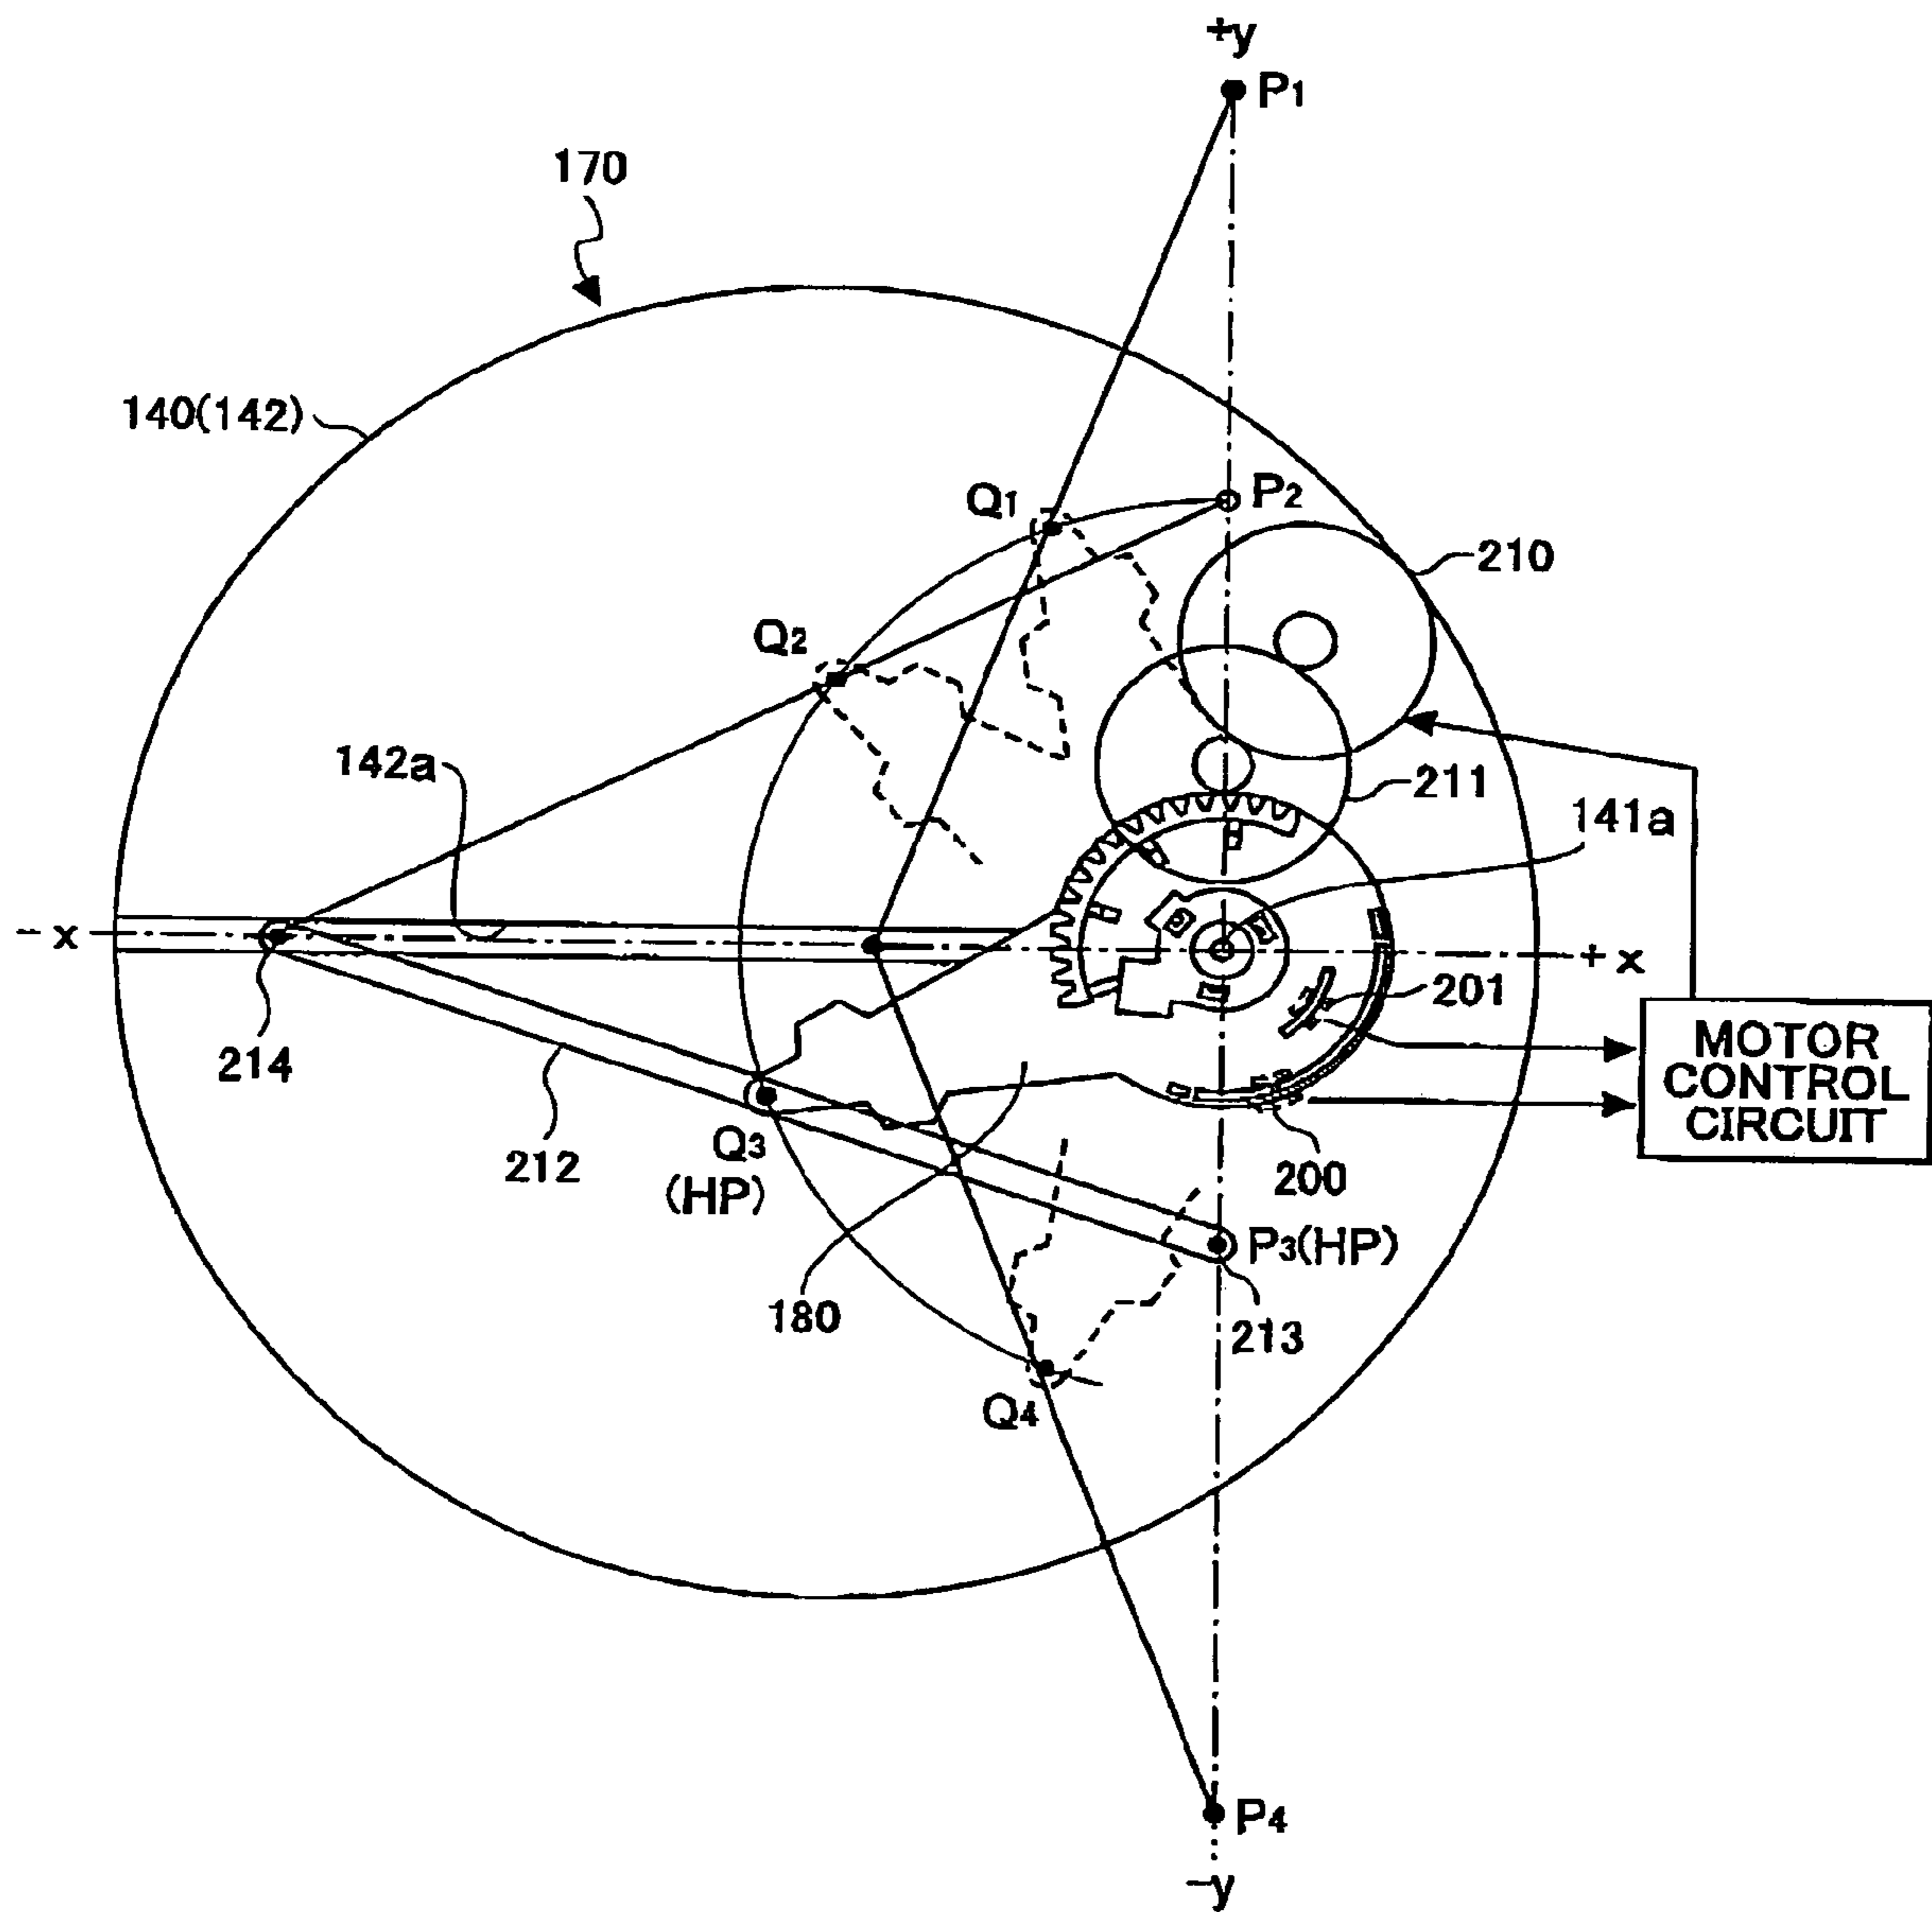 +y
P1
170
140(142)
Q1
P2
210
Q2
142a
211
141a
- x
+ x
201
214
MOTOR
CONTROL
CIRCUIT
Q3
(HP)
212
200
P3(HP)
180
213
Q4
P4
-y